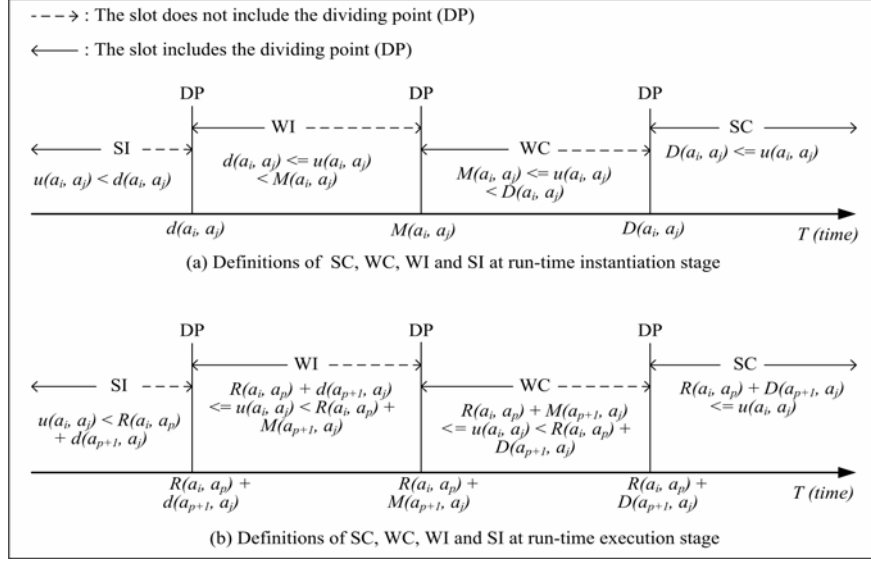 ----> : The slot does not include the dividing point (DP)
<—— : The slot includes the dividing point (DP)
DP DP DP
SI WI WC SC
u(ai, aj) < d(ai, aj)
d(ai, aj) <= u(ai, aj)
< M(ai, aj)
M(ai, aj) <= u(ai, aj)
< D(ai, aj)
D(ai, aj) <= u(ai, aj)
d(ai, aj) M(ai, aj) D(ai, aj) T (time)
(a) Definitions of SC, WC, WI and SI at run-time instantiation stage
DP DP DP
SI WI WC SC
u(ai, aj) < R(ai, ap)
+ d(ap+1, aj)
R(ai, ap) + d(ap+1, aj)
<= u(ai, aj) < R(ai, ap) +
M(ap+1, aj)
R(ai, ap) + M(ap+1, aj)
<= u(ai, aj) < R(ai, ap) +
D(ap+1, aj)
R(ai, ap) + D(ap+1, aj)
<= u(ai, aj)
R(ai, ap) + R(ai, ap) + R(ai, ap) +
d(ap+1, aj) M(ap+1, aj) D(ap+1, aj) T (time)
(b) Definitions of SC, WC, WI and SI at run-time execution stage